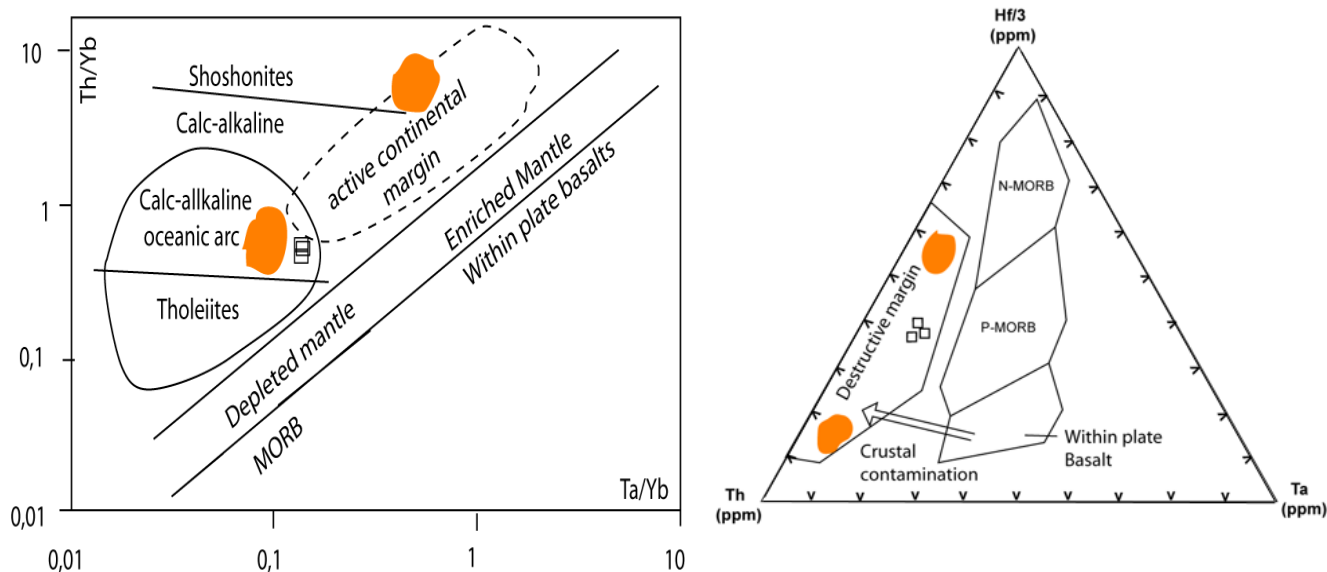 10
Th/Yb
Shoshonites
Calc-alkaline
active continental
margin
1
Calc-allkaline
oceanic arc
Enriched Mantle
Within plate basalts
Tholeiites
0,1
Depleted mantle
MORB
Ta/Yb
0,01
0,01
0,1
1
10
Hf/3
(ppm)
N-MORB
P-MORB
Destructive margin
Crustal
contamination
Within plate
Basalt
Th
(ppm)
Ta
(ppm)